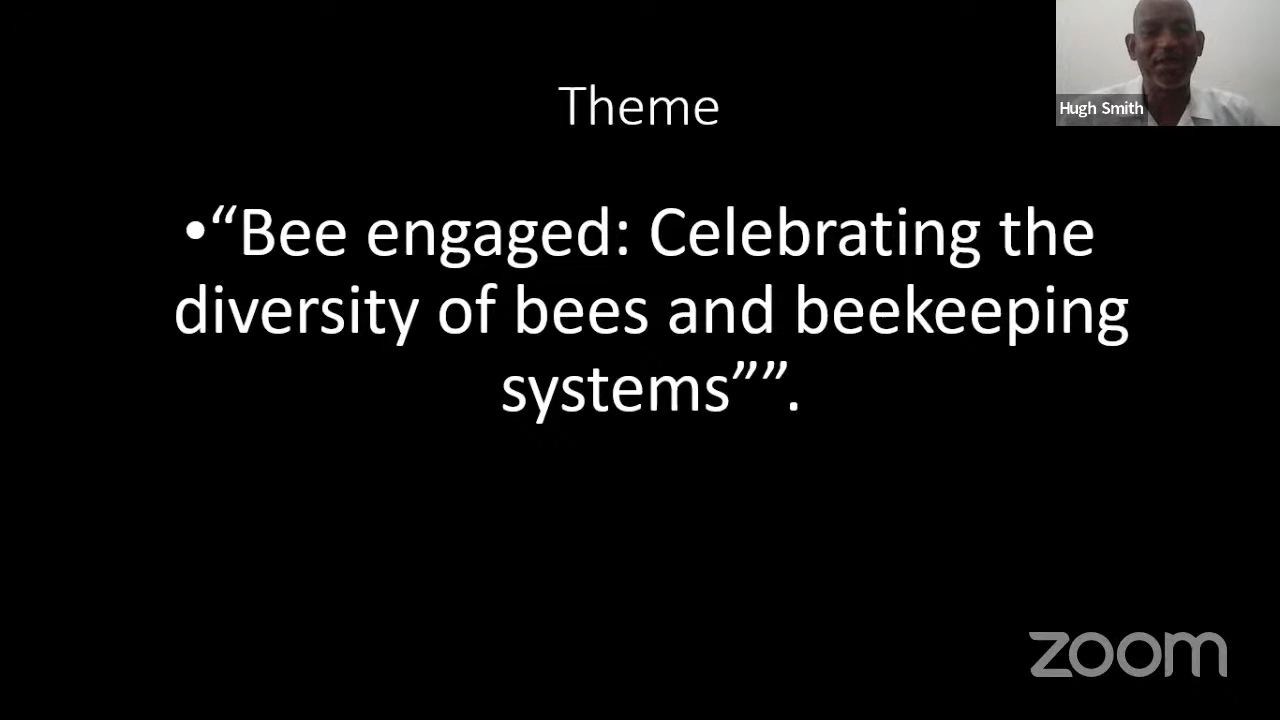 Theme
Hugh Smith
•“Bee engaged: Celebrating the
diversity of bees and beekeeping
systems””.
zoom